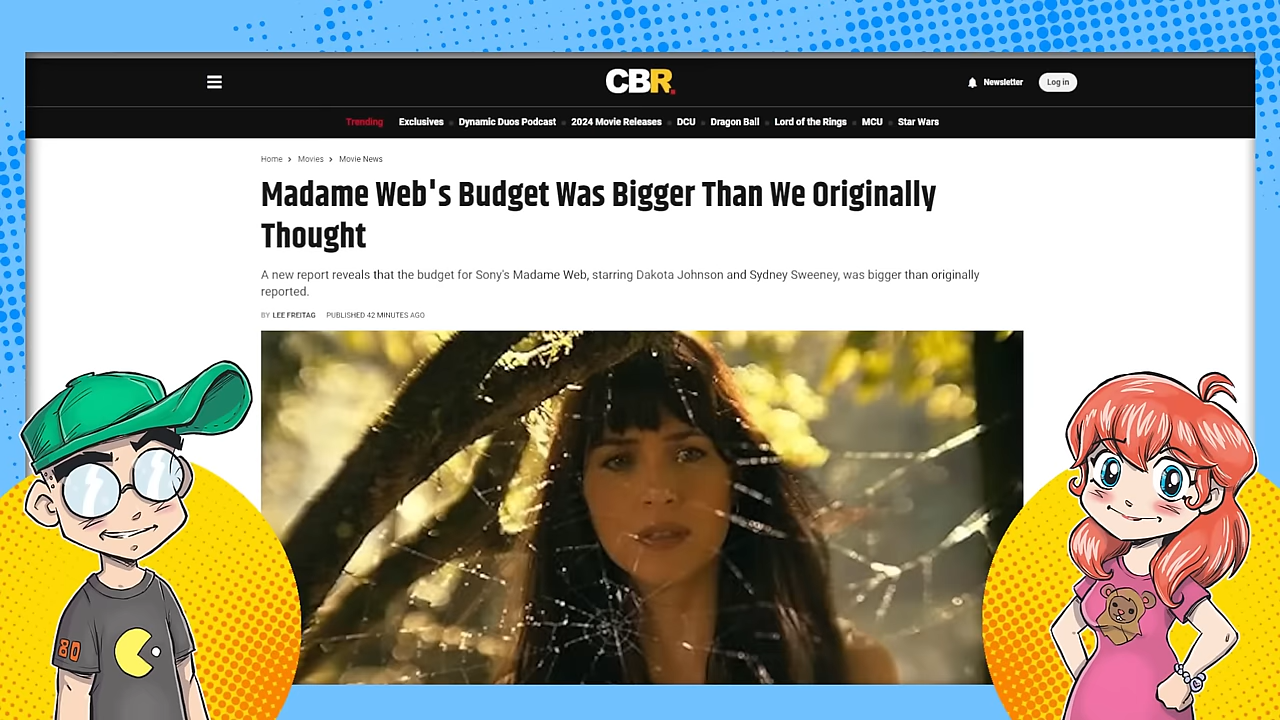 CBR
Newsletter
Log in
Trending Exclusives Dynamic Duos Podcast 2024 Movie Releases DCU Dragon Ball Lord of the Rings MCU Star Wars
Home > Movies > Movie News
Madame Web's Budget Was Bigger Than We Originally
Thought
A new report reveals that the budget for Sony's Madame Web, starring Dakota Johnson and Sydney Sweeney, was bigger than originally
reported.
BY LEE FREITAG PUBLISHED 42 MINUTES AGO
80